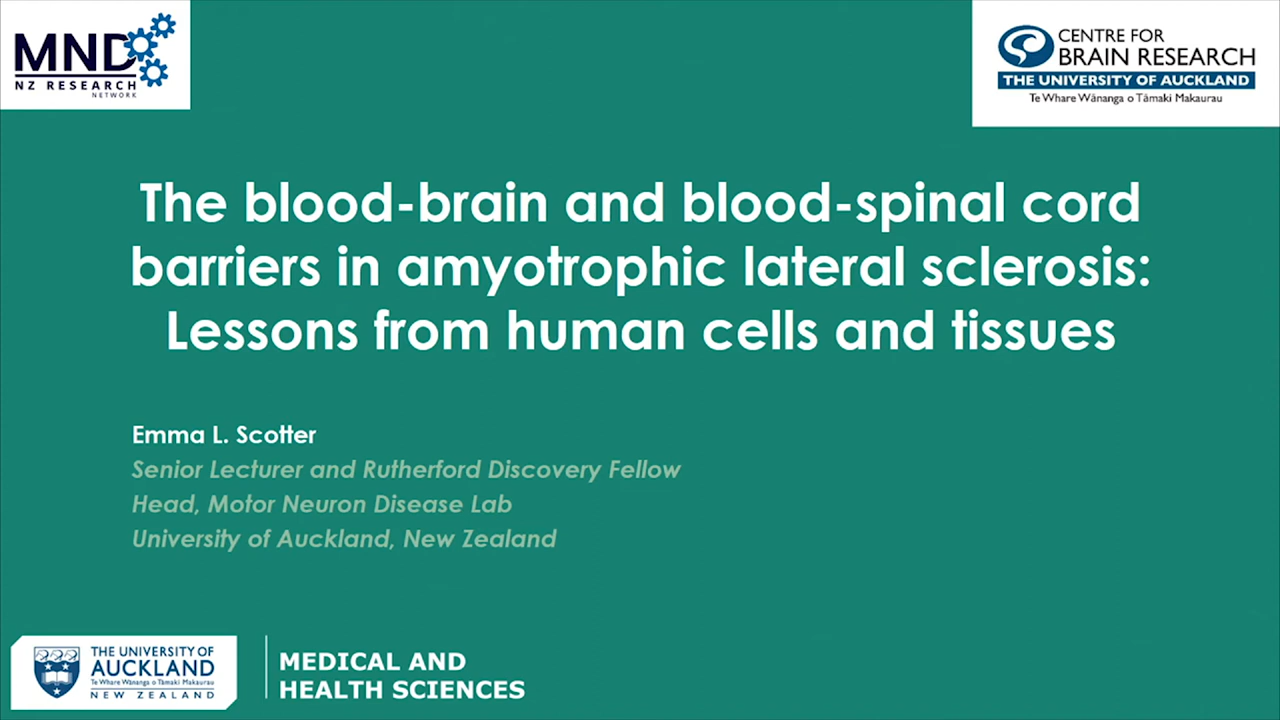 MND
NZ RESEARCH
NETWORK
CENTRE FOR
BRAIN RESEARCH
THE UNIVERSITY OF AUCKLAND
Te Whare Wānanga o Tāmaki Makaurau
The blood-brain and blood-spinal cord
barriers in amyotrophic lateral sclerosis:
Lessons from human cells and tissues
Emma L. Scotter
Senior Lecturer and Rutherford Discovery Fellow
Head, Motor Neuron Disease Lab
University of Auckland, New Zealand
THE UNIVERSITY OF
AUCKLAND
Te Whare Wānanga o Tāmaki Makaurau
NEW ZEALAND
MEDICAL AND
HEALTH SCIENCES